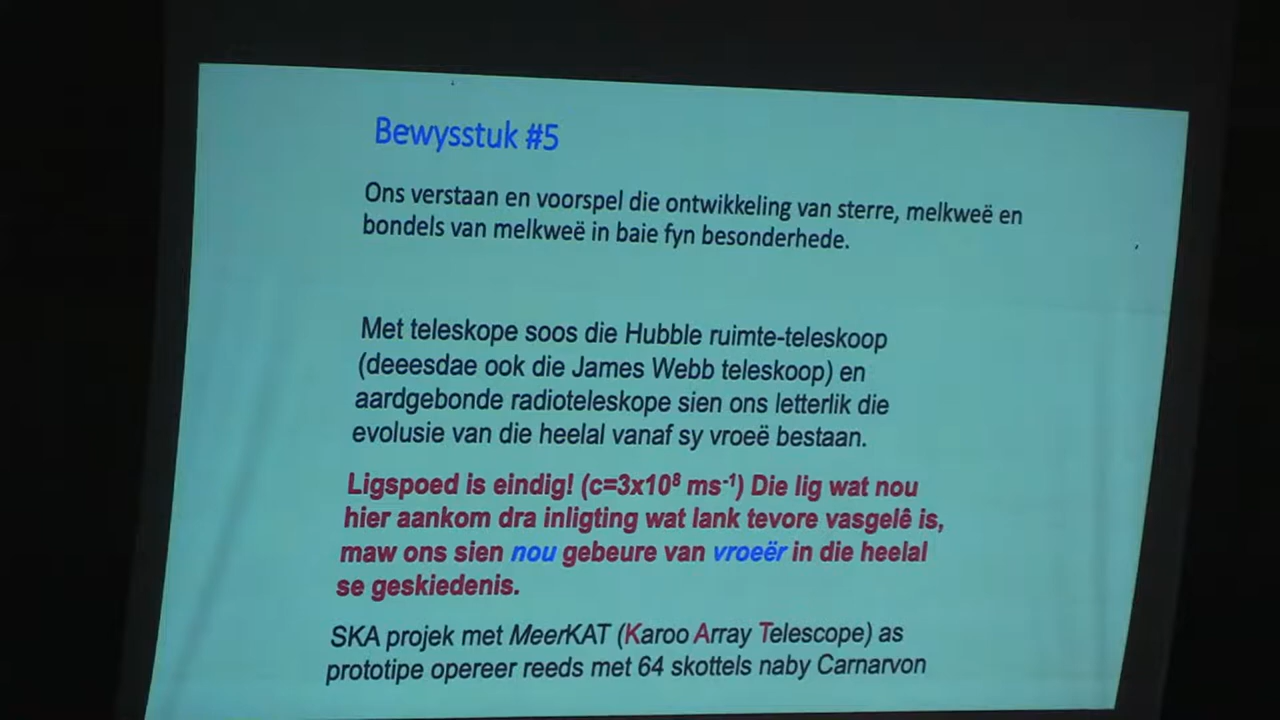 Bewysstuk #5
Ons verstaan en voorspel die ontwikkeling van sterre, melkweë en
bondels van melkweë in baie fyn besonderhede.
Met teleskope soos die Hubble ruimte-teleskoop
(deeesdae ook die James Webb teleskoop) en
aardgebonde radioteleskope sien ons letterlik die
evolusie van die heelal vanaf sy vroeë bestaan.
Ligspoed is eindig! (c=3x10⁸ ms⁻¹) Die lig wat nou
hier aankom dra inligting wat lank tevore vasgelê is,
maw ons sien nou gebeure van vroeër in die heelal
se geskiedenis.
SKA projek met MeerKAT (Karoo Array Telescope) as
prototipe opereer reeds met 64 skottels naby Carnarvon